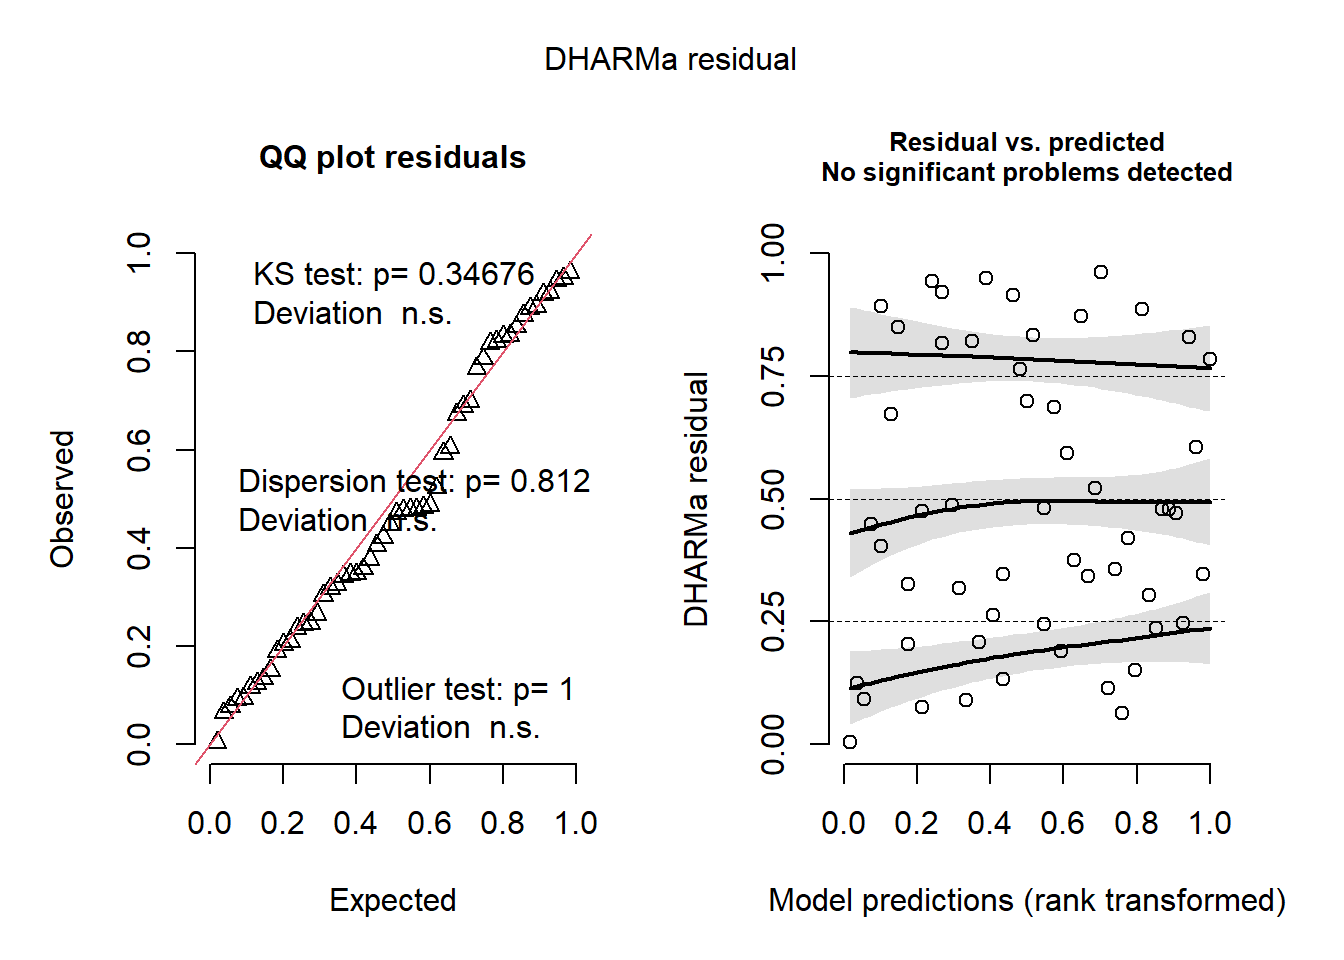 DHARMa residual
QQ plot residuals
KS test: p= 0.34676
Deviation  n.s.
Dispersion test: p= 0.812
Deviation  n.s.
Outlier test: p= 1
Deviation  n.s.
Observed
1.0
0.8
0.6
0.4
0.2
0.0
0.0 0.2 0.4 0.6 0.8 1.0
Expected
Residual vs. predicted
No significant problems detected
DHARMa residual
1.00
0.75
0.50
0.25
0.00
0.0 0.2 0.4 0.6 0.8 1.0
Model predictions (rank transformed)